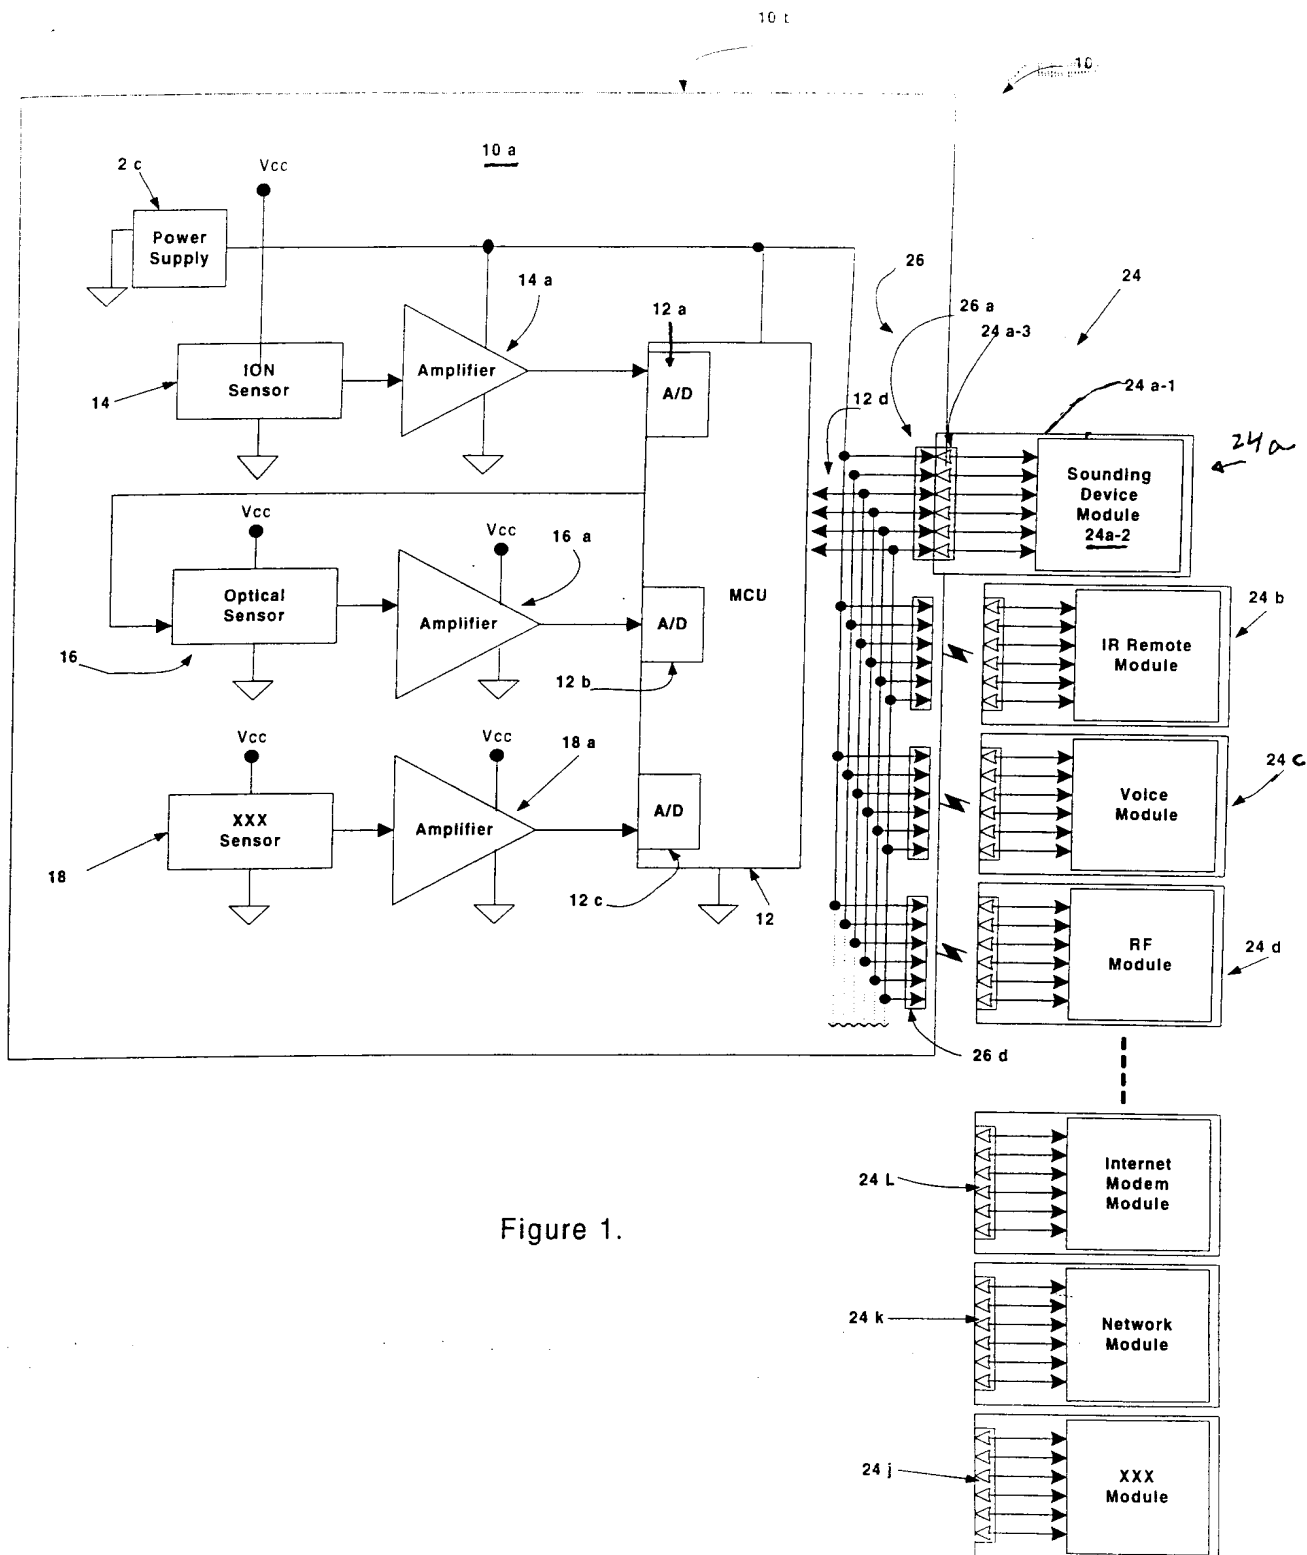 10 t
10
10 a
2 c
Vcc
Power
Supply
14 a
12 a
26
26 a
24 a-3
24
24 a-1
24a
ION
Sensor
14
Amplifier
A/D
12 d
Sounding
Device
Module
24a-2
Vcc
Vcc
16 a
Optical
Sensor
16
Amplifier
A/D
12 b
MCU
IR Remote
Module
24 b
Vcc
Vcc
18 a
XXX
Sensor
18
Amplifier
A/D
12 c
12
Voice
Module
24 c
RF
Module
24 d
26 d
Internet
Modem
Module
24 L
Figure 1.
Network
Module
24 k
XXX
Module
24 j